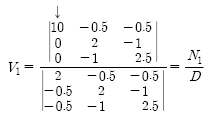 ↓
|10 −0.5 −0.5|
|0 2 −1|
|0 −1 2.5|
V₁ = ――― = N₁/D
|2 −0.5 −0.5|
|−0.5 2 −1|
|−0.5 −1 2.5|